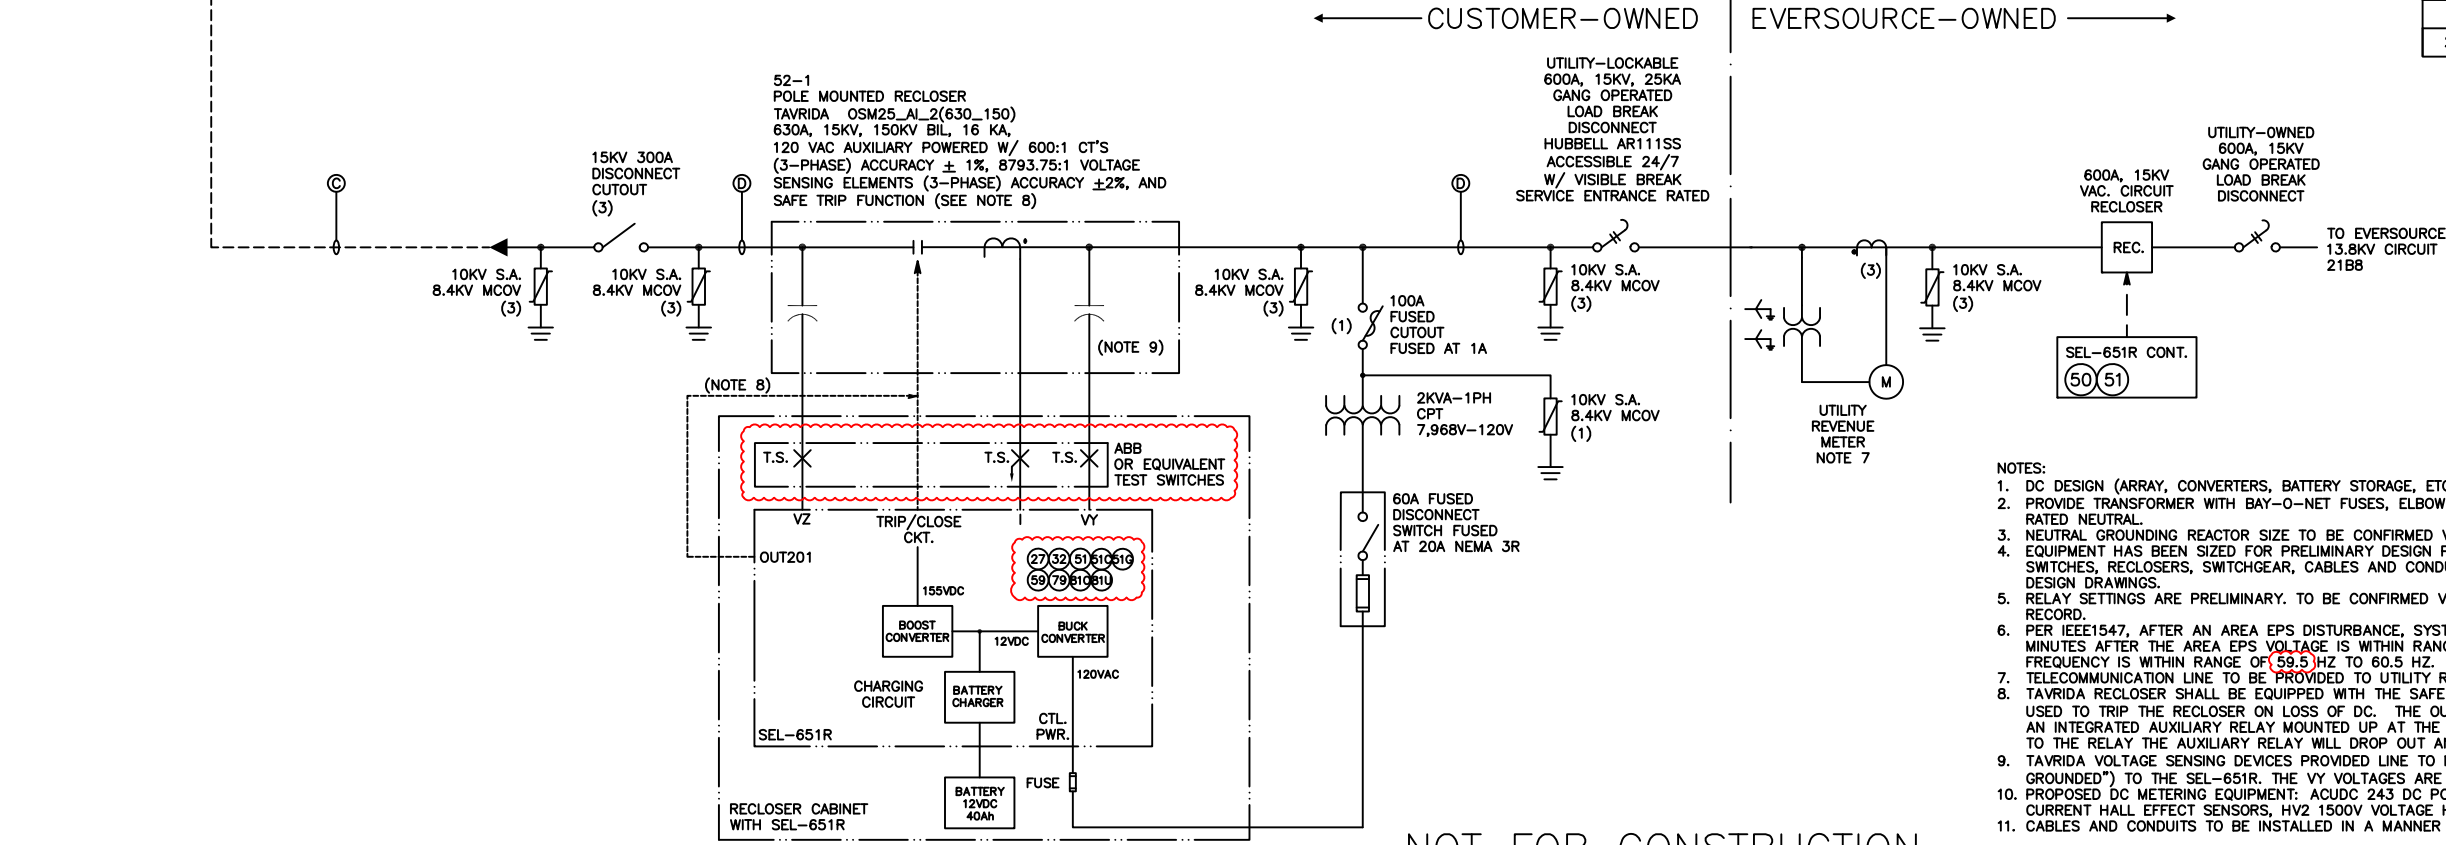 CUSTOMER-OWNED
EVERSOURCE-OWNED
52-1
POLE MOUNTED RECLOSER
TAVRIDA OSM25_AI_2(630_150)
630A, 15KV, 150KV BIL, 16 KA,
120 VAC AUXILIARY POWERED W/ 600:1 CT'S
(3-PHASE) ACCURACY ± 1%, 8793.75:1 VOLTAGE
SENSING ELEMENTS (3-PHASE) ACCURACY ±2%, AND
SAFE TRIP FUNCTION (SEE NOTE 8)
UTILITY-LOCKABLE
600A, 15KV, 25KA
GANG OPERATED
LOAD BREAK
DISCONNECT
HUBBELL AR111SS
ACCESSIBLE 24/7
W/ VISIBLE BREAK
SERVICE ENTRANCE RATED
UTILITY-OWNED
600A, 15KV
GANG OPERATED
LOAD BREAK
DISCONNECT
15KV 300A
DISCONNECT
CUTOUT
(3)
600A, 15KV
VAC. CIRCUIT
RECLOSER
C
D
D
REC.
TO EVERSOURCE
13.8KV CIRCUIT
21B8
10KV S.A.
8.4KV MCOV
(3)
10KV S.A.
8.4KV MCOV
(3)
10KV S.A.
8.4KV MCOV
(3)
10KV S.A.
8.4KV MCOV
(3)
(3)
10KV S.A.
8.4KV MCOV
(3)
(1)
100A
FUSED
CUTOUT
FUSED AT 1A
(NOTE 9)
SEL-651R CONT.
50 51
M
UTILITY
REVENUE
METER
NOTE 7
(NOTE 8)
2KVA-1PH
CPT
7,968V-120V
10KV S.A.
8.4KV MCOV
(1)
T.S.
T.S.
T.S.
ABB
OR EQUIVALENT
TEST SWITCHES
60A FUSED
DISCONNECT
SWITCH FUSED
AT 20A NEMA 3R
VZ
TRIP/CLOSE
CKT.
I
VY
OUT201
27 32 51 51C 51G
59 79 81O 81U
155VDC
BOOST
CONVERTER
12VDC
BUCK
CONVERTER
120VAC
CHARGING
CIRCUIT
BATTERY
CHARGER
CTL.
PWR.
SEL-651R
FUSE
BATTERY
12VDC
40Ah
RECLOSER CABINET
WITH SEL-651R
NOTES:
1. DC DESIGN (ARRAY, CONVERTERS, BATTERY STORAGE, ETC
2. PROVIDE TRANSFORMER WITH BAY-O-NET FUSES, ELBOW
RATED NEUTRAL.
3. NEUTRAL GROUNDING REACTOR SIZE TO BE CONFIRMED V
4. EQUIPMENT HAS BEEN SIZED FOR PRELIMINARY DESIGN P
SWITCHES, RECLOSERS, SWITCHGEAR, CABLES AND CONDU
DESIGN DRAWINGS.
5. RELAY SETTINGS ARE PRELIMINARY. TO BE CONFIRMED V
RECORD.
6. PER IEEE1547, AFTER AN AREA EPS DISTURBANCE, SYST
MINUTES AFTER THE AREA EPS VOLTAGE IS WITHIN RANG
FREQUENCY IS WITHIN RANGE OF 59.5 HZ TO 60.5 HZ.
7. TELECOMMUNICATION LINE TO BE PROVIDED TO UTILITY R
8. TAVRIDA RECLOSER SHALL BE EQUIPPED WITH THE SAFE
USED TO TRIP THE RECLOSER ON LOSS OF DC. THE OU
AN INTEGRATED AUXILIARY RELAY MOUNTED UP AT THE
TO THE RELAY THE AUXILIARY RELAY WILL DROP OUT A
9. TAVRIDA VOLTAGE SENSING DEVICES PROVIDED LINE TO
GROUNDED") TO THE SEL-651R. THE VY VOLTAGES ARE
10. PROPOSED DC METERING EQUIPMENT: ACUDC 243 DC PO
CURRENT HALL EFFECT SENSORS, HV2 1500V VOLTAGE H
11. CABLES AND CONDUITS TO BE INSTALLED IN A MANNER
NOT FOR CONSTRUCTION